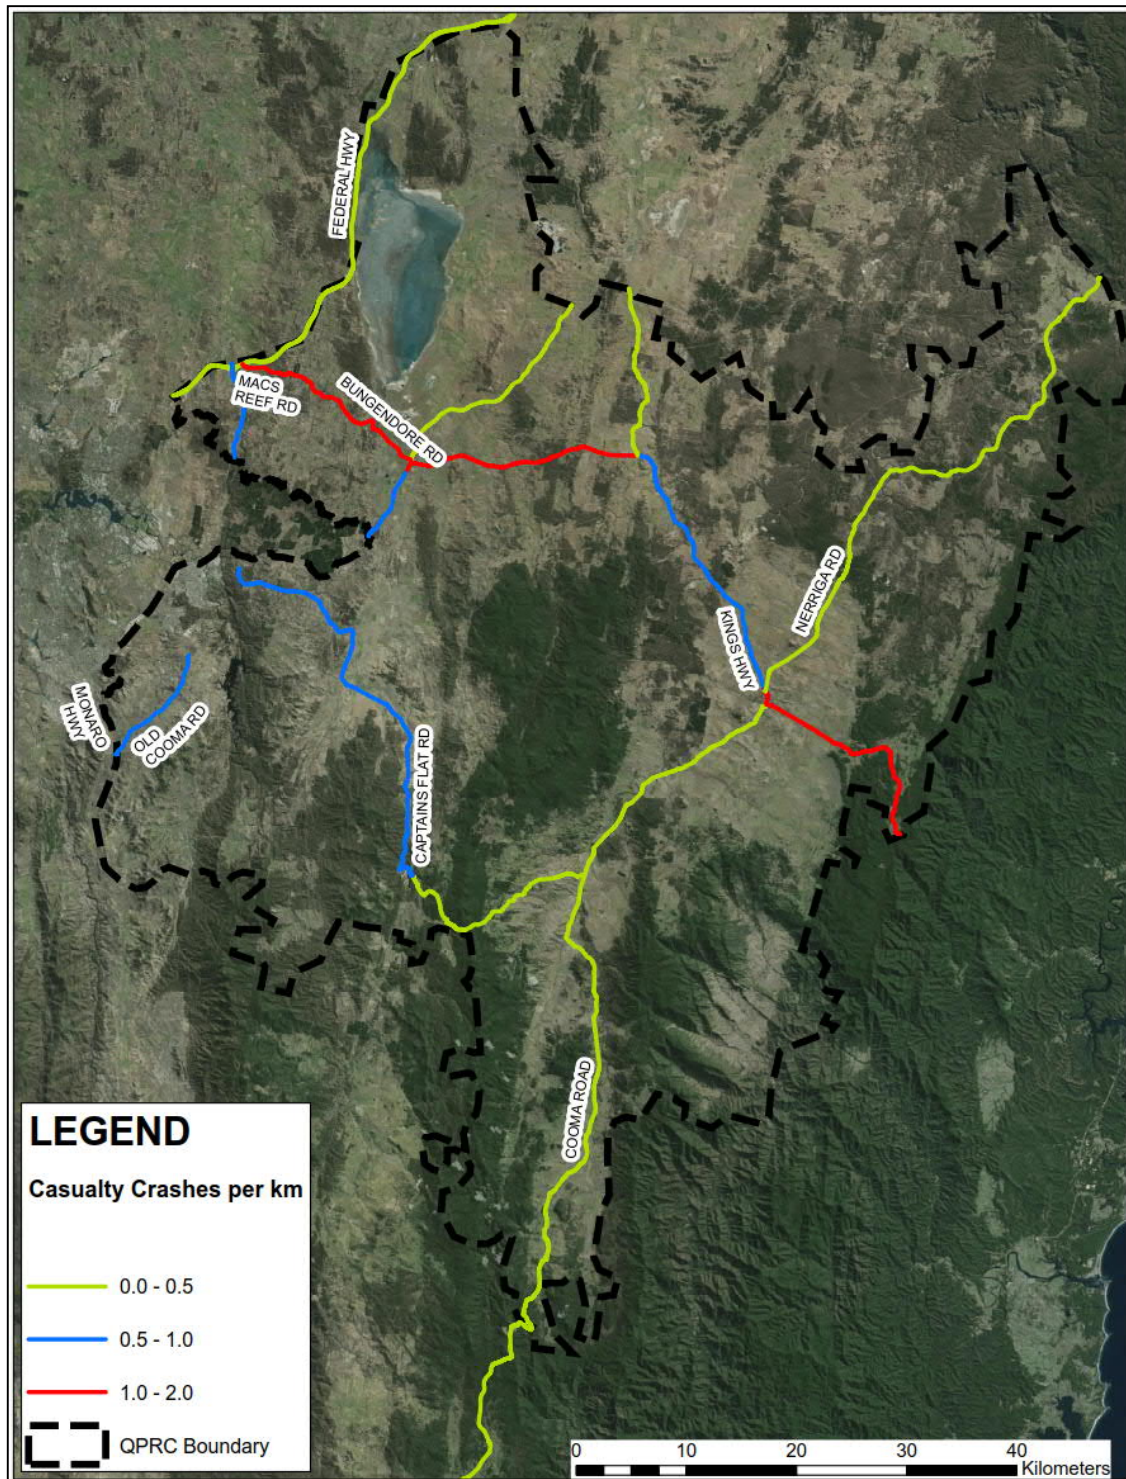 FEDERAL HWY
MACS
REEF RD
BUNGENDORE RD
NERRIGA RD
KINGS HWY
MONARO
HWY
OLD
COOMA RD
CAPTAINS FLAT RD
COOMA ROAD
LEGEND
Casualty Crashes per km
0.0 - 0.5
0.5 - 1.0
1.0 - 2.0
QPRC Boundary
0 10 20 30 40
Kilometers